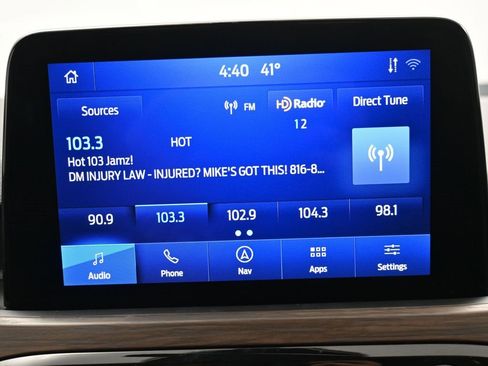 4:40 41°
Sources
FM
HD Radio
Direct Tune
1 2
103.3 HOT
Hot 103 Jamz!
DM INJURY LAW - INJURED? MIKE'S GOT THIS! 816-8...
90.9 103.3 102.9 104.3 98.1
Audio Phone Nav Apps Settings